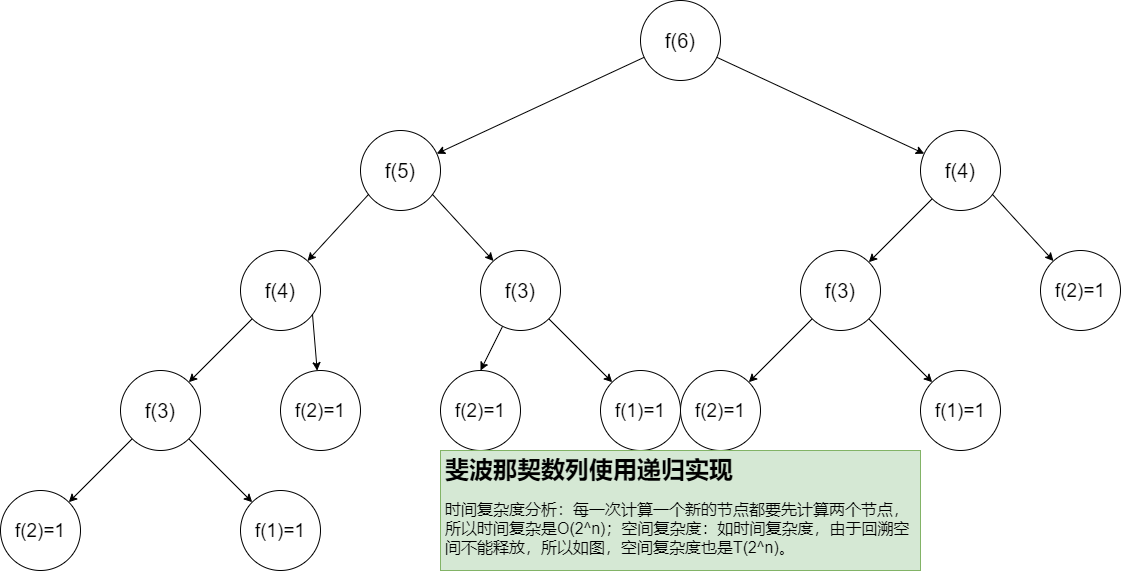 f(6)
f(5)
f(4)
f(4)
f(3)
f(3)
f(2)=1
f(3)
f(2)=1
f(2)=1
f(1)=1
f(2)=1
f(1)=1
f(2)=1
f(1)=1
斐波那契数列使用递归实现
时间复杂度分析：每一次计算一个新的节点都要先计算两个节点，
所以时间复杂是O(2^n)；空间复杂度：如时间复杂度，由于回溯空
间不能释放，所以如图，空间复杂度也是T(2^n)。